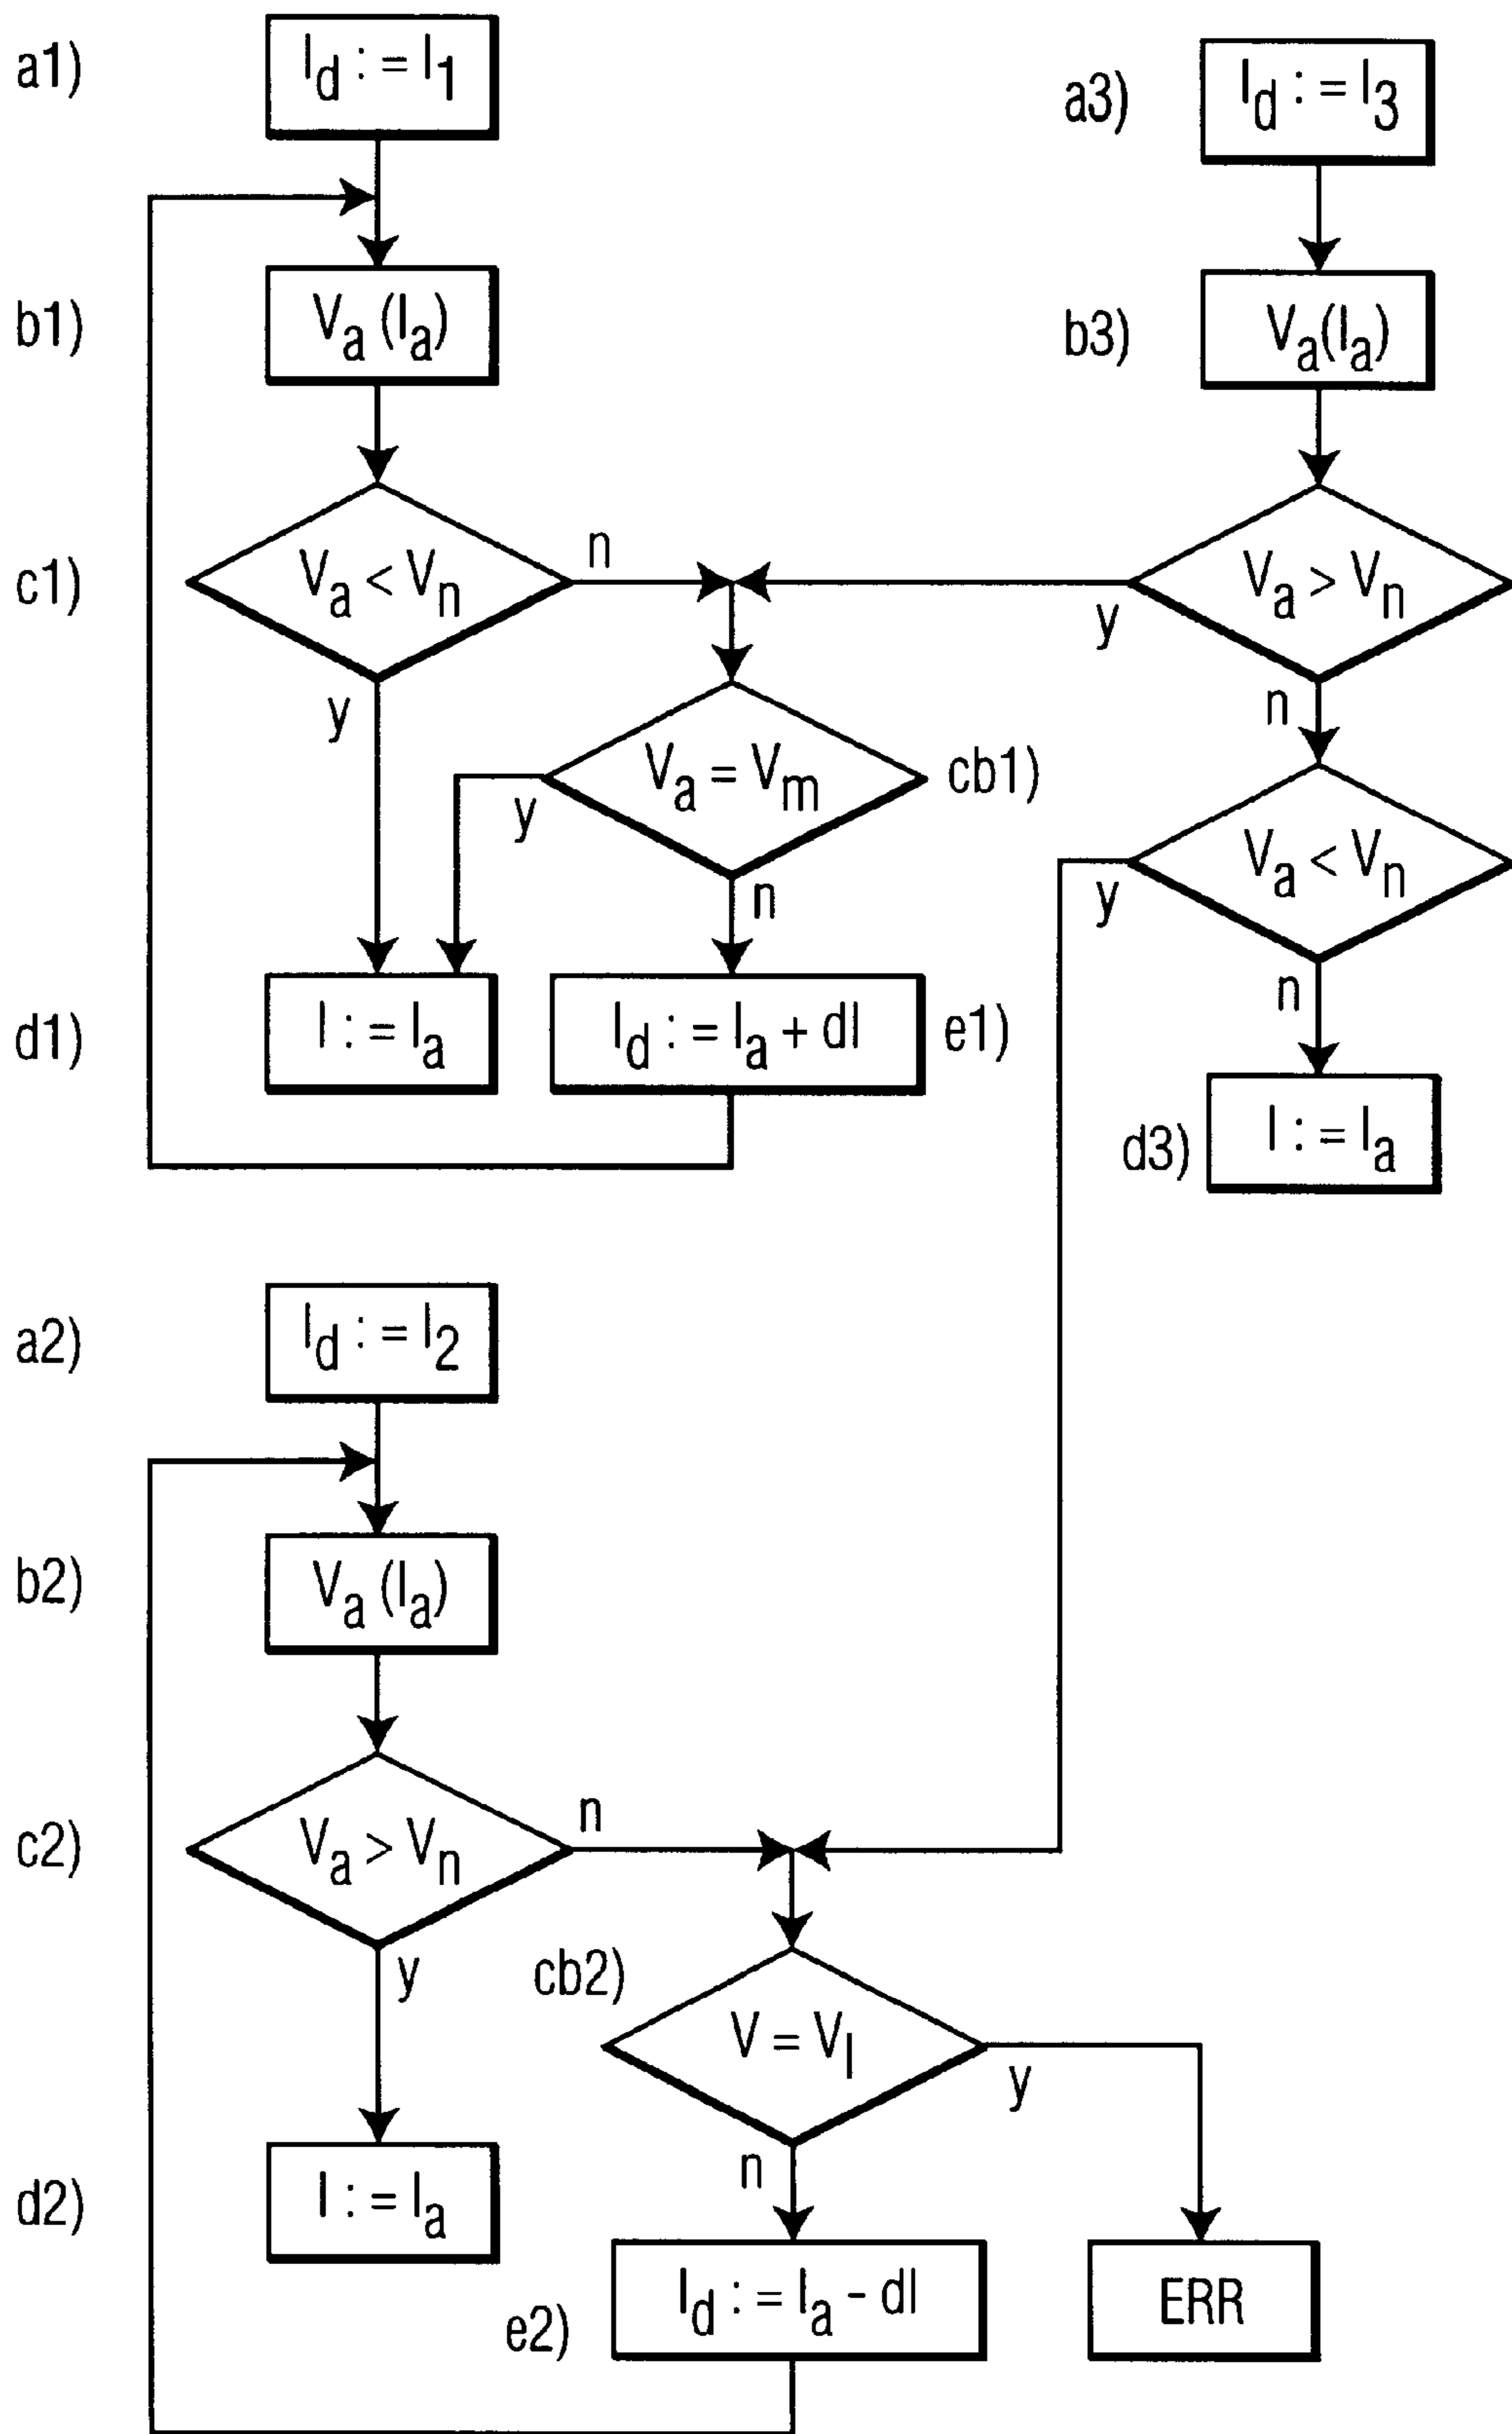 a1)
I_d : = I_1
b1)
V_a (I_a)
c1)
V_a < V_n
n
y
V_a = V_m
cb1)
y
n
d1)
I : = I_a
I_d : = I_a + dI
e1)
a3)
I_d : = I_3
b3)
V_a(I_a)
V_a > V_n
y
n
V_a < V_n
y
n
d3)
I : = I_a
a2)
I_d : = I_2
b2)
V_a (I_a)
c2)
V_a > V_n
n
y
cb2)
V = V_l
y
n
d2)
I : = I_a
e2)
I_d : = I_a - dI
ERR